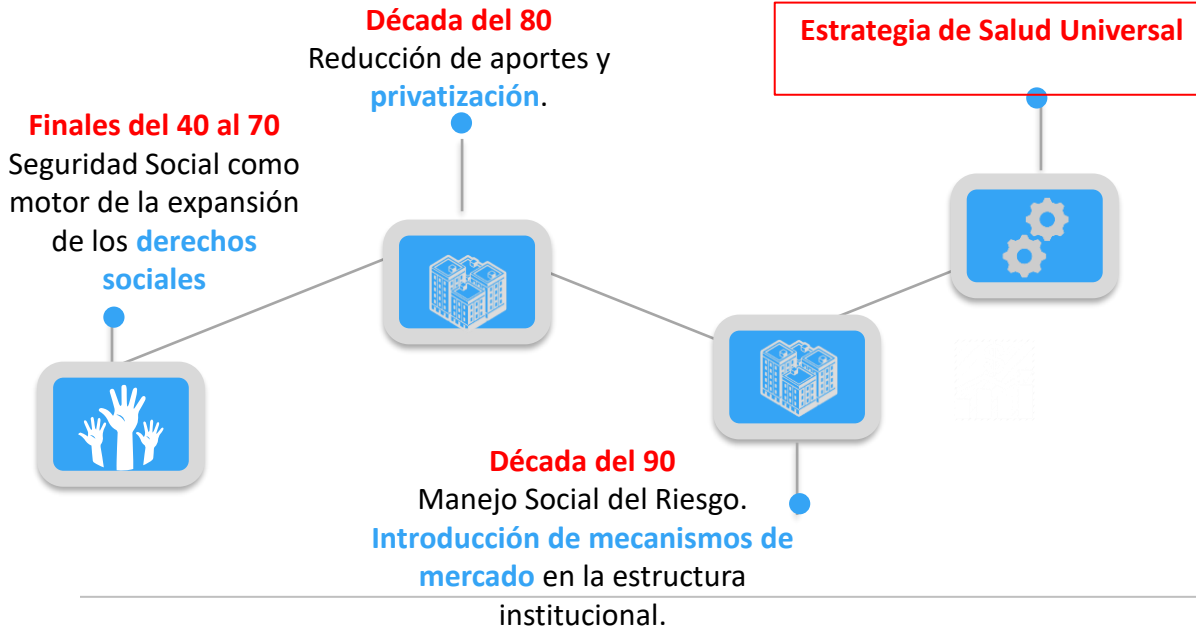 Finales del 40 al 70
Seguridad Social como
motor de la expansión
de los derechos
sociales
Década del 80
Reducción de aportes y
privatización.
Década del 90
Manejo Social del Riesgo.
Introducción de mecanismos de
mercado en la estructura
institucional.
Estrategia de Salud Universal